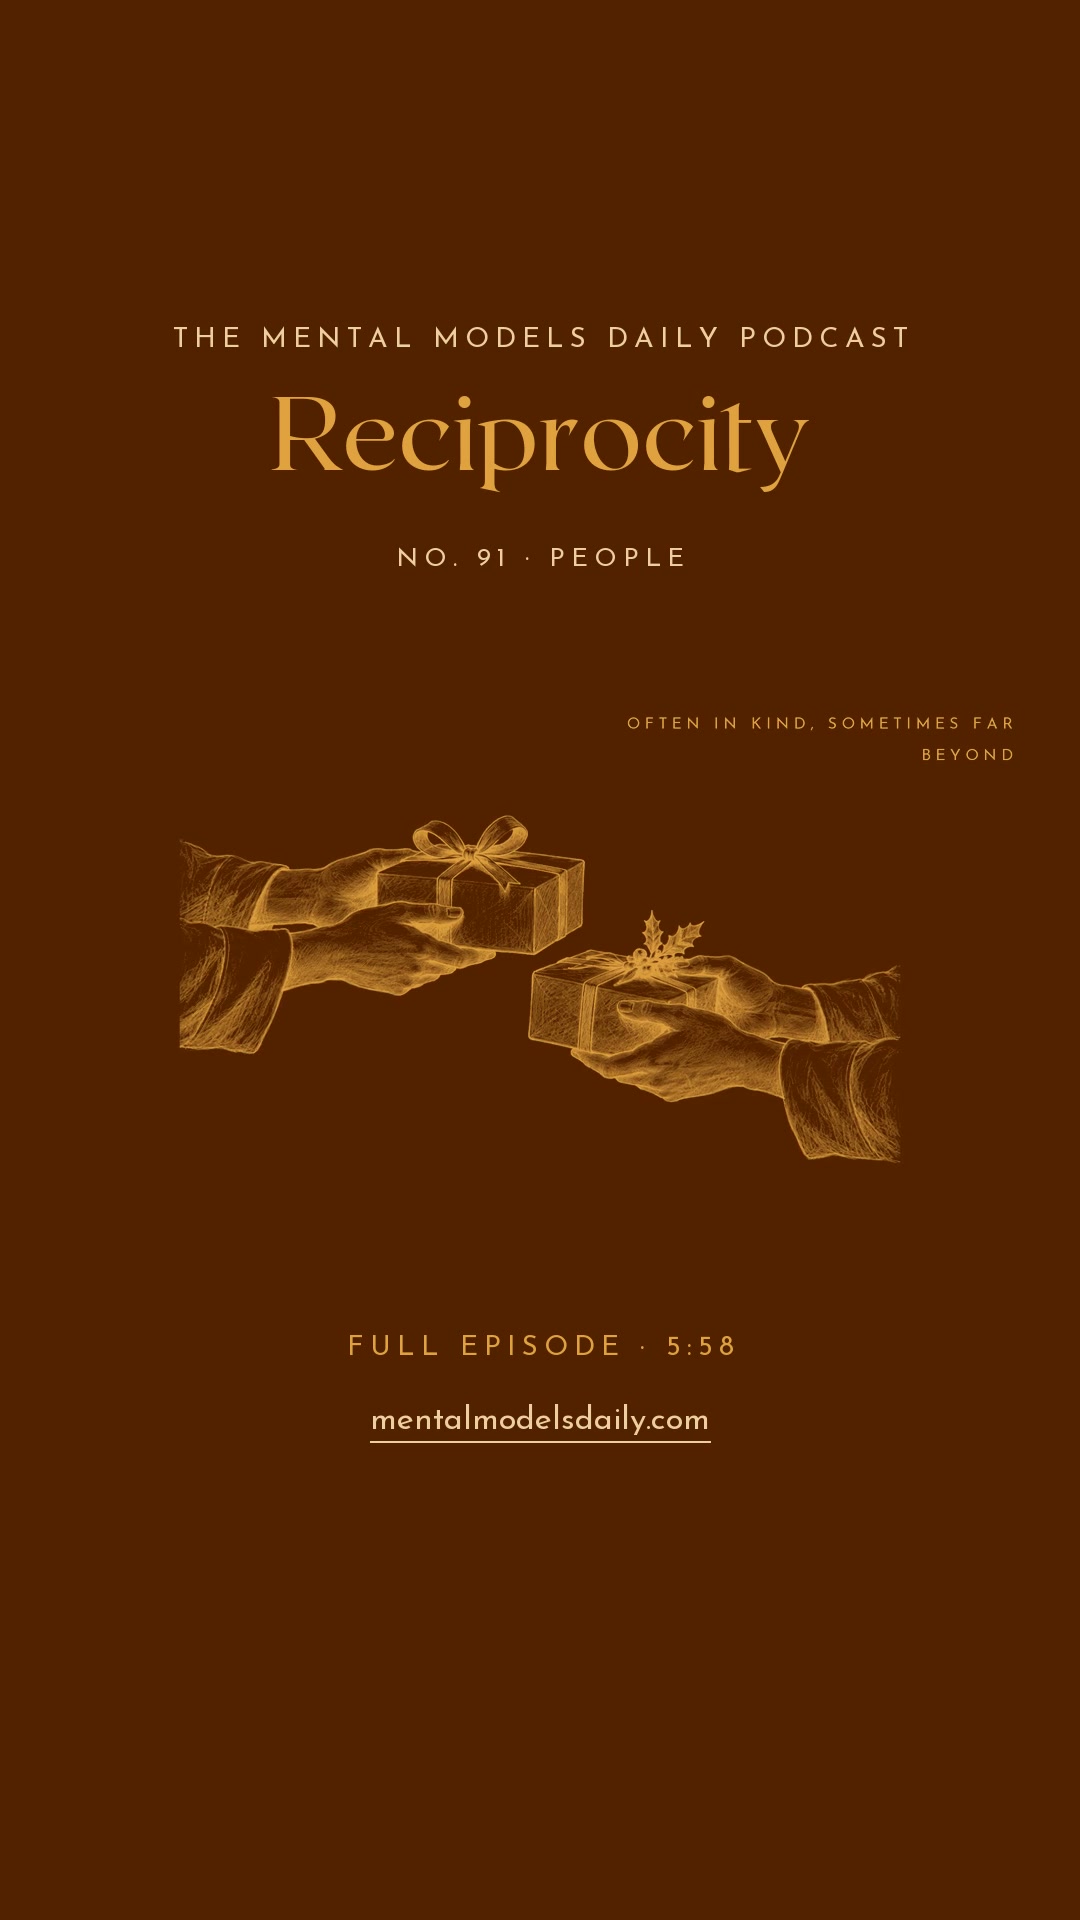 THE MENTAL MODELS DAILY PODCAST
Reciprocity
NO. 91 · PEOPLE
OFTEN IN KIND, SOMETIMES FAR
BEYOND
FULL EPISODE · 5:58
mentalmodelsdaily.com